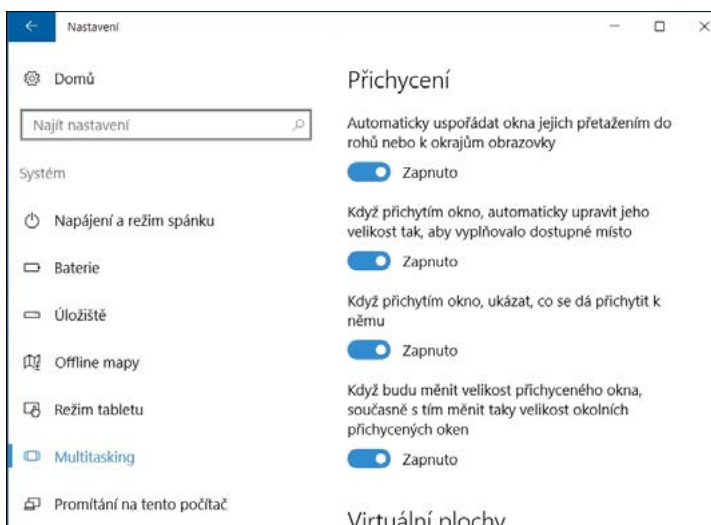 Nastavení
Domů
Najít nastavení
Systém
Napájení a režim spánku
Baterie
Úložiště
Offline mapy
Režim tabletu
Multitasking
Promítání na tento počítač
Přichycení
Automaticky uspořádat okna jejich přetažením do
rohů nebo k okrajům obrazovky
Zapnuto
Když přichytím okno, automaticky upravit jeho
velikost tak, aby vyplňovalo dostupné místo
Zapnuto
Když přichytím okno, ukázat, co se dá přichytit k
němu
Zapnuto
Když budu měnit velikost přichyceného okna,
současně s tím měnit taky velikost okolních
přichycených oken
Zapnuto
Virtuální plochy